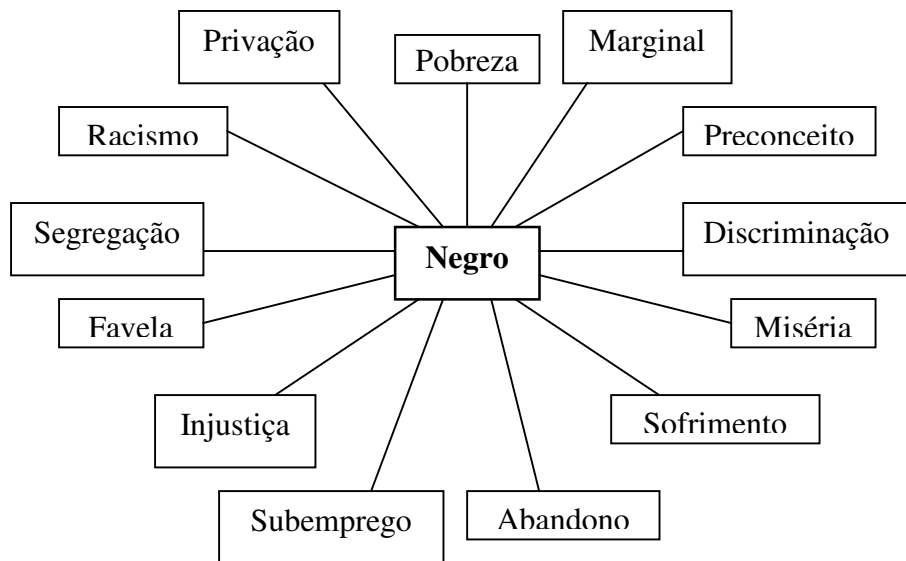 Privação
Pobreza
Marginal
Racismo
Preconceito
Segregação
Negro
Discriminação
Favela
Miséria
Injustiça
Sofrimento
Subemprego
Abandono